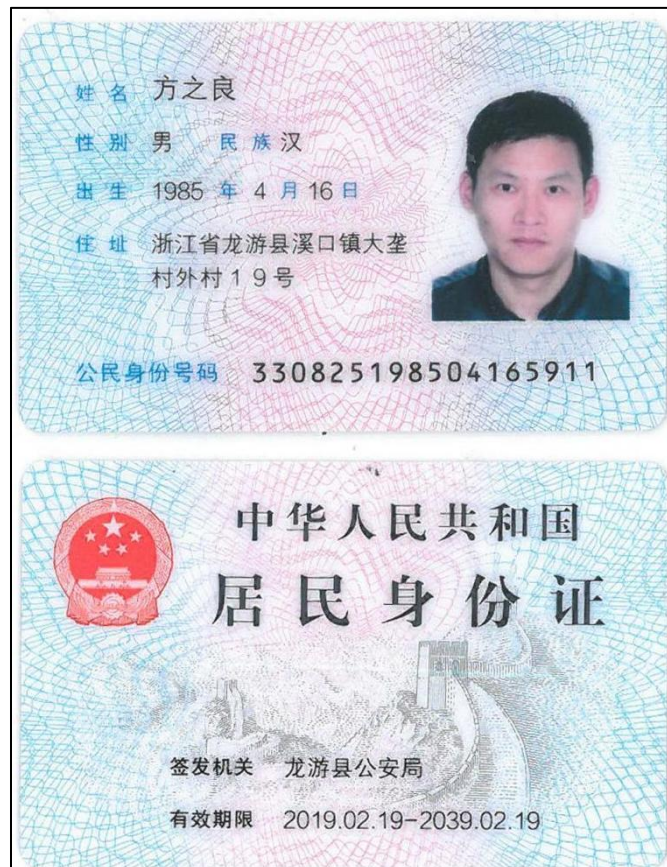 姓名 方之良
性别 男 民族 汉
出生 1985 年 4 月 16 日
住址 浙江省龙游县溪口镇大垄
村外村19号
公民身份号码 330825198504165911
中华人民共和国
居民身份证
签发机关 龙游县公安局
有效期限 2019.02.19-2039.02.19